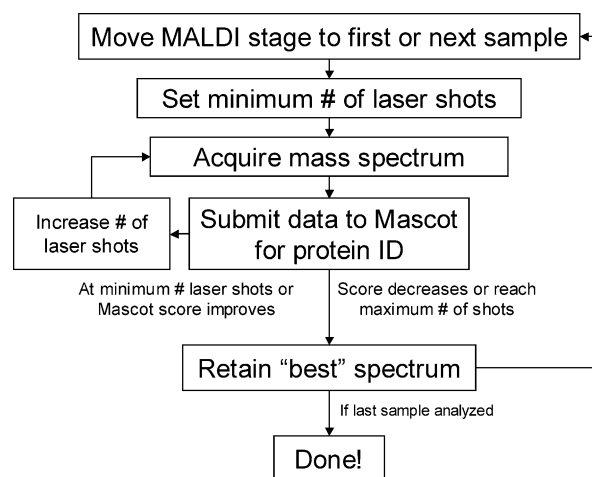 Move MALDI stage to first or next sample
Set minimum # of laser shots
Acquire mass spectrum
Increase # of
laser shots
Submit data to Mascot
for protein ID
At minimum # laser shots or
Mascot score improves
Score decreases or reach
maximum # of shots
Retain “best” spectrum
If last sample analyzed
Done!